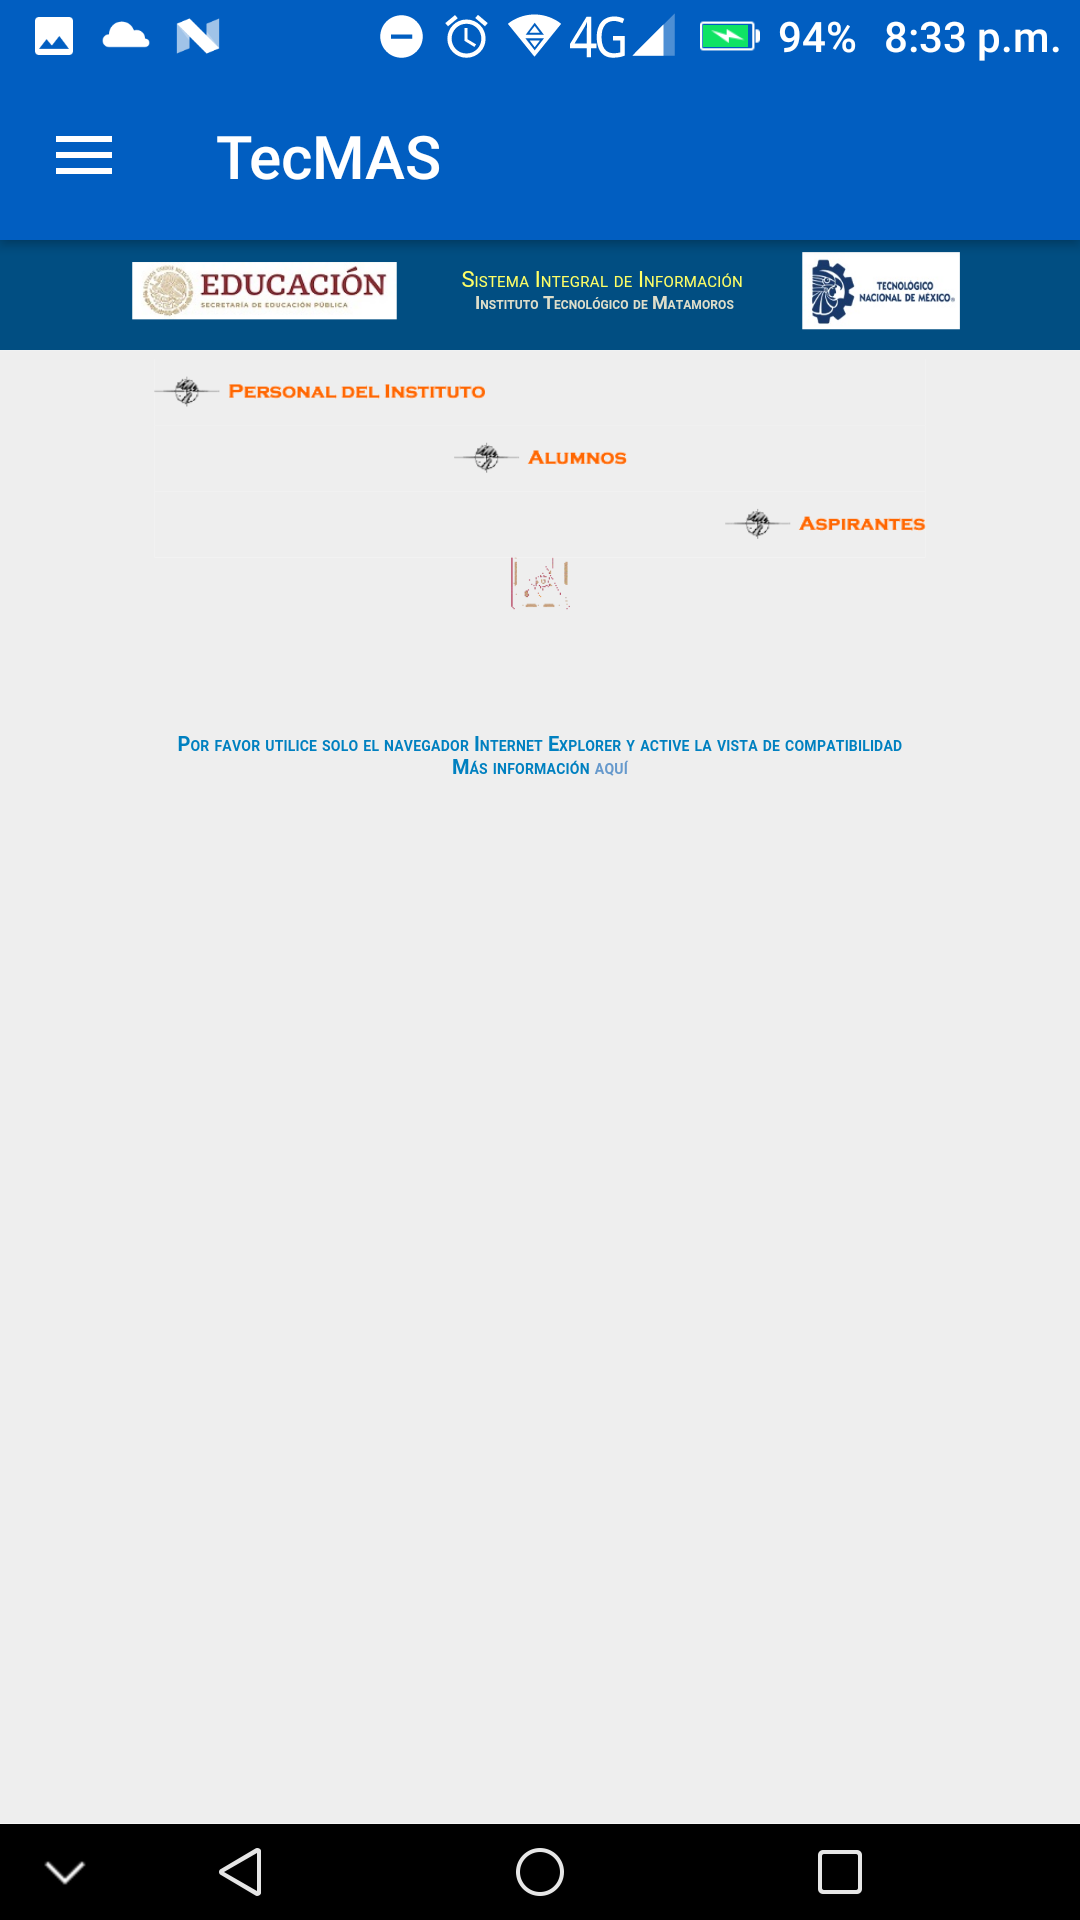 4G 94% 8:33 p.m.
TecMAS
EDUCACIÓN
SECRETARÍA DE EDUCACIÓN PÚBLICA
Sistema Integral de Información
Instituto Tecnológico de Matamoros
TECNOLÓGICO
NACIONAL DE MÉXICO®
Personal del Instituto
Alumnos
Aspirantes
Por favor utilice solo el navegador Internet Explorer y active la vista de compatibilidad
Más información aquí